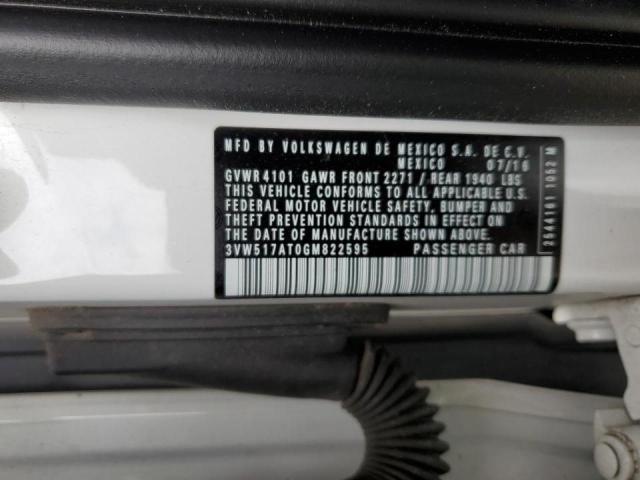 MFD BY VOLKSWAGEN DE MEXICO S.A. DE C.V.
MEXICO 07/16
GVWR 4101 GAWR FRONT 2271 / REAR 1940 LBS
THIS VEHICLE CONFORMS TO ALL APPLICABLE U.S.
FEDERAL MOTOR VEHICLE SAFETY, BUMPER, AND
THEFT PREVENTION STANDARDS IN EFFECT ON
THE DATE OF MANUFACTURE SHOWN ABOVE.
3VW517AT0GM822595 PASSENGER CAR
2544161 1052 M